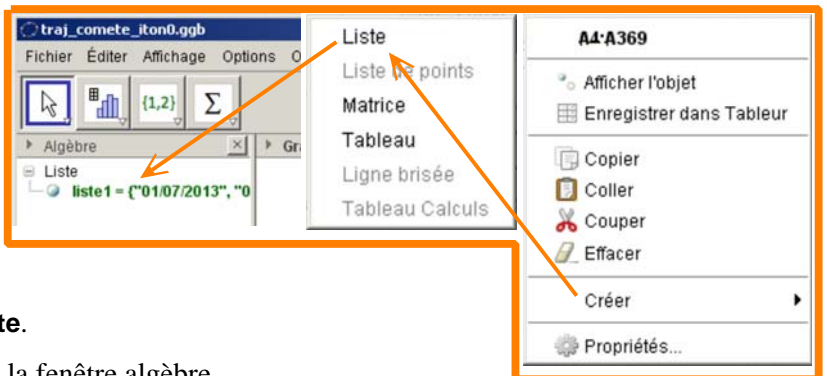 traj_comete_iton0.ggb
Fichier Éditer Affichage Options O
{1,2} Σ
Algèbre Gra
Liste
liste1 = {"01/07/2013", "0
Liste
Liste de points
Matrice
Tableau
Ligne brisée
Tableau Calculs
A4:A369
Afficher l'objet
Enregistrer dans Tableur
Copier
Coller
Couper
Effacer
Créer
Propriétés...
te.
la fenêtre algèbre